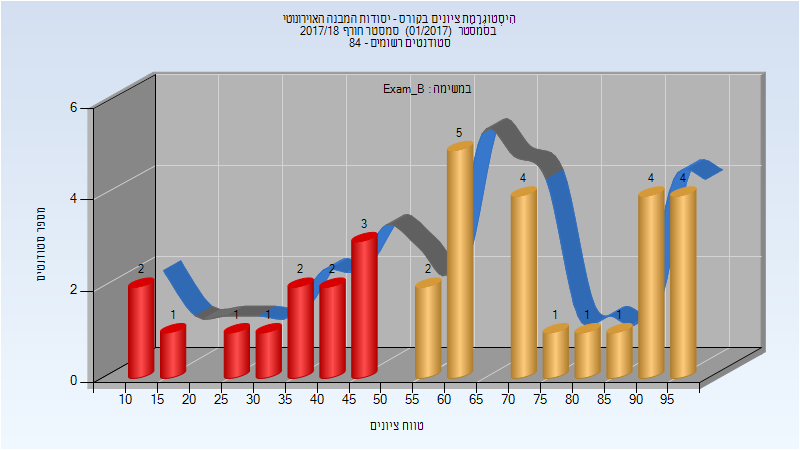 היסטוגרמת ציונים בקורס - יסודות המבנה האוירונוטי
בסמסטר (01/2017) סמסטר חורף 2017/18
סטודנטים רשומים - 84
במשימה : Exam_B
מספר סטודנטים
6
4
2
0
2 1 1 1 2 2 3 2 5 4 1 1 1 4 4
10 15 20 25 30 35 40 45 50 55 60 65 70 75 80 85 90 95
טווח ציונים